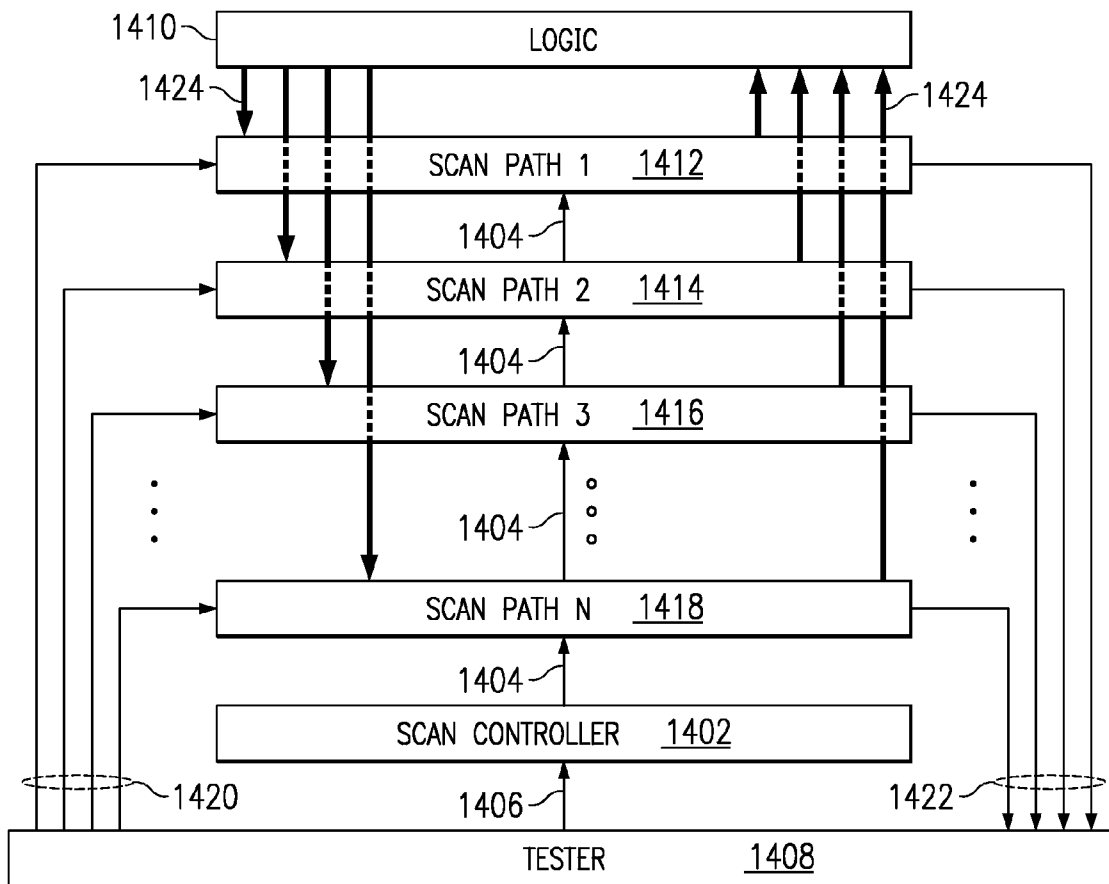 1410
LOGIC
1424
1424
SCAN PATH 1 1412
1404
SCAN PATH 2 1414
1404
SCAN PATH 3 1416
1404
SCAN PATH N 1418
1404
SCAN CONTROLLER 1402
1420
1406
1422
TESTER 1408